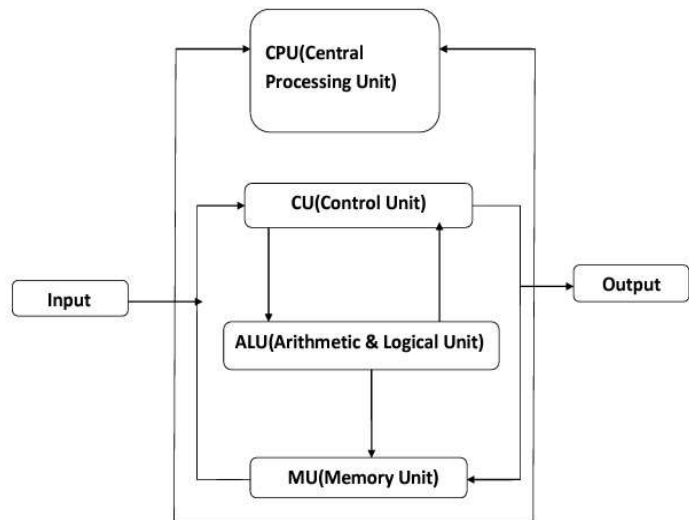 CPU(Central
Processing Unit)
CU(Control Unit)
Input
Output
ALU(Arithmetic & Logical Unit)
MU(Memory Unit)